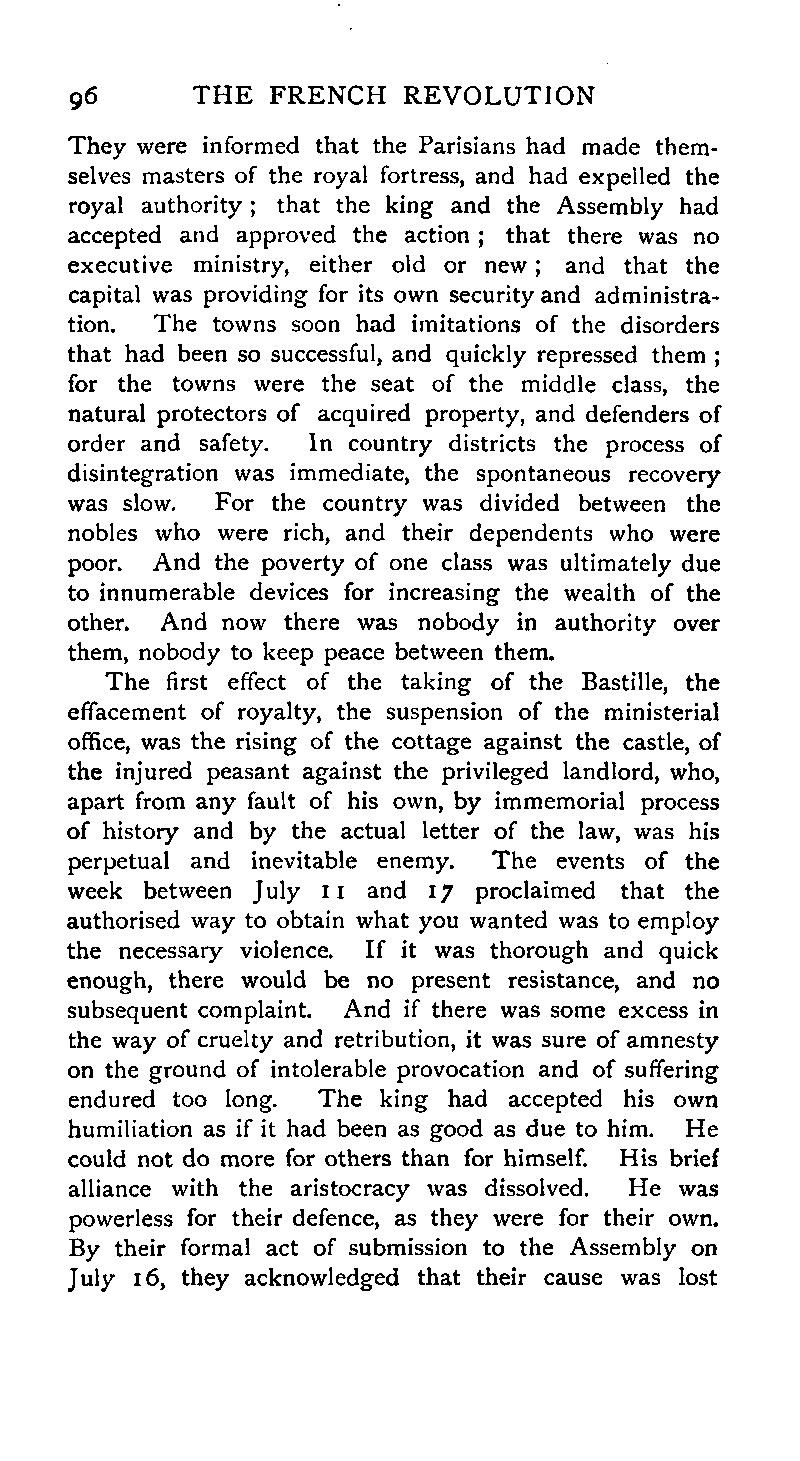 96 THE FRENCH REVOLUTION
They were informed that the Parisians had made them-
selves masters of the royal fortress, and had expelled the
royal authority ; that the king and the Assembly had
accepted and approved the action ; that there was no
executive ministry, either old or new ; and that the
capital was providing for its own security and administra-
tion. The towns soon had imitations of the disorders
that had been so successful, and quickly repressed them ;
for the towns were the seat of the middle class, the
natural protectors of acquired property, and defenders of
order and safety. In country districts the process of
disintegration was immediate, the spontaneous recovery
was slow. For the country was divided between the
nobles who were rich, and their dependents who were
poor. And the poverty of one class was ultimately due
to innumerable devices for increasing the wealth of the
other. And now there was nobody in authority over
them, nobody to keep peace between them.
The first effect of the taking of the Bastille, the
effacement of royalty, the suspension of the ministerial
office, was the rising of the cottage against the castle, of
the injured peasant against the privileged landlord, who,
apart from any fault of his own, by immemorial process
of history and by the actual letter of the law, was his
perpetual and inevitable enemy. The events of the
week between July 11 and 17 proclaimed that the
authorised way to obtain what you wanted was to employ
the necessary violence. If it was thorough and quick
enough, there would be no present resistance, and no
subsequent complaint. And if there was some excess in
the way of cruelty and retribution, it was sure of amnesty
on the ground of intolerable provocation and of suffering
endured too long. The king had accepted his own
humiliation as if it had been as good as due to him. He
could not do more for others than for himself. His brief
alliance with the aristocracy was dissolved. He was
powerless for their defence, as they were for their own.
By their formal act of submission to the Assembly on
July 16, they acknowledged that their cause was lost